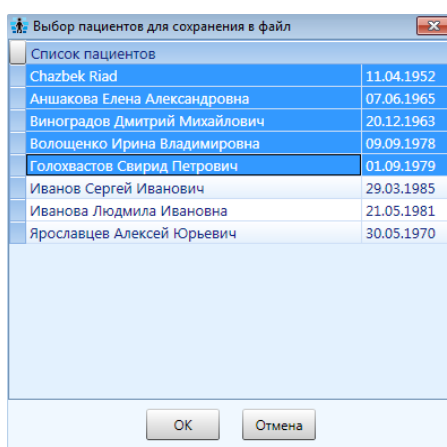 Выбор пациентов для сохранения в файл
Список пациентов
Chazbek Riad 11.04.1952
Аншакова Елена Александровна 07.06.1965
Виноградов Дмитрий Михайлович 20.12.1963
Волощенко Ирина Владимировна 09.09.1978
Голохвастов Свирид Петрович 01.09.1979
Иванов Сергей Иванович 29.03.1985
Иванова Людмила Ивановна 21.05.1981
Ярославцев Алексей Юрьевич 30.05.1970
OK Отмена